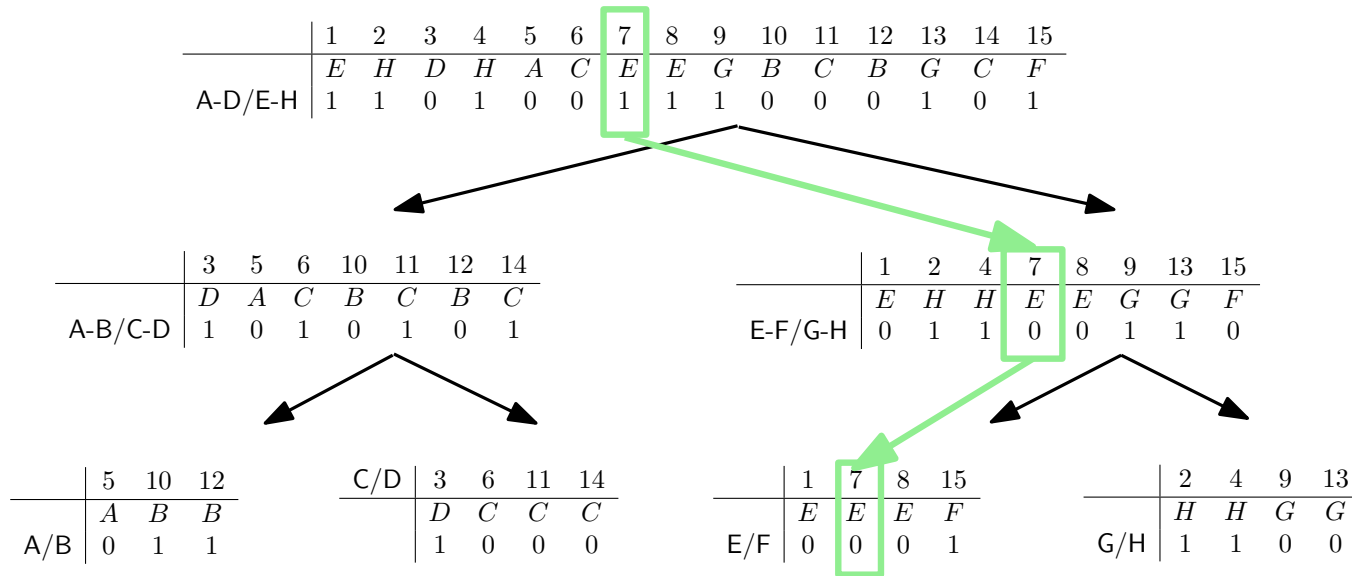 1 2 3 4 5 6 7 8 9 10 11 12 13 14 15
E H D H A C E E G B C B G C F
A-D/E-H 1 1 0 1 0 0 1 1 1 0 0 0 1 0 1
3 5 6 10 11 12 14
D A C B C B C
A-B/C-D 1 0 1 0 1 0 1
1 2 4 7 8 9 13 15
E H H E E G G F
E-F/G-H 0 1 1 0 0 1 1 0
5 10 12
A B B
A/B 0 1 1
C/D 3 6 11 14
D C C C
1 0 0 0
1 7 8 15
E E E F
E/F 0 0 0 1
2 4 9 13
H H G G
G/H 1 1 0 0